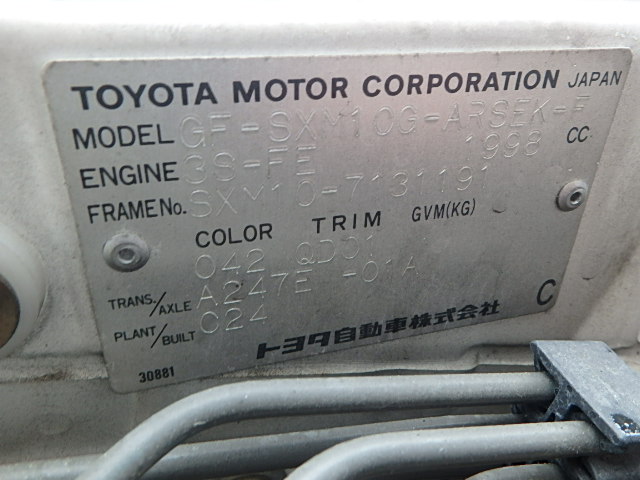 TOYOTA MOTOR CORPORATION JAPAN
MODEL GF-SXM10G-ARSEK-F
ENGINE 3S-FE 1998 CC
FRAME No. SXM10-7131191
COLOR TRIM GVM(KG)
042 QD01
TRANS./AXLE A247E -01A
PLANT/BUILT C24
C
トヨタ自動車株式会社
30881